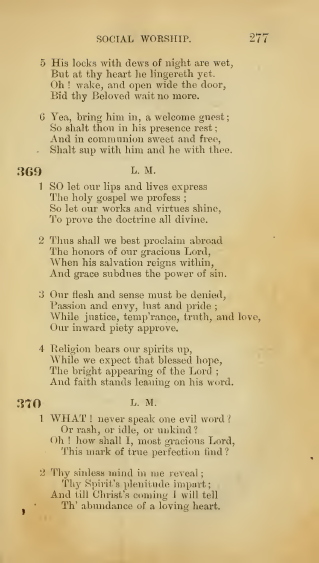 SOCIAL WORSHIP. 277
5 His locks with dews of night are wet,
But at thy heart he lingereth yet.
Oh ! wake, and open wide the door,
Bid thy Beloved wait no more.
6 Yea, bring him in, a welcome guest;
So shalt thou in his presence rest;
And in communion sweet and free,
Shalt sup with him and he with thee.
369 L. M.
1 SO let our lips and lives express
The holy gospel we profess ;
So let our works and virtues shine,
To prove the doctrine all divine.
2 Thus shall we best proclaim abroad
The honors of our gracious Lord,
When his salvation reigns within,
And grace subdues the power of sin.
3 Our flesh and sense must be denied,
Passion and envy, lust and pride ;
While justice, temp'rance, truth, and love,
Our inward piety approve.
4 Religion bears our spirits up,
While we expect that blessed hope,
The bright appearing of the Lord ;
And faith stands leaning on his word.
370 L. M.
1 WHAT ! never speak one evil word ?
Or rash, or idle, or unkind ?
Oh ! how shall I, most gracious Lord,
This mark of true perfection find ?
2 Thy sinless mind in me reveal ;
Thy Spirit's plenitude impart;
And till Christ's coming I will tell
Th' abundance of a loving heart.